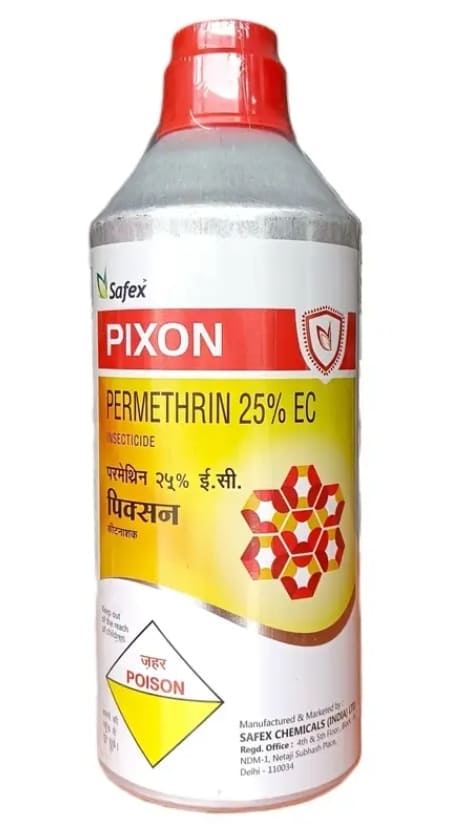 Safex
PIXON
PERMETHRIN 25% EC
INSECTICIDE
परमेथ्रिन २५% ई.सी.
पिक्सन
कीटनाशक
Keep out
of the reach
of children
ज़हर
POISON
Manufactured & Marketed by :
SAFEX CHEMICALS (INDIA) LTD
Regd. Office : 4th & 5th Floor,
NDM-1, Netaji Subhash Place,
Delhi - 110034